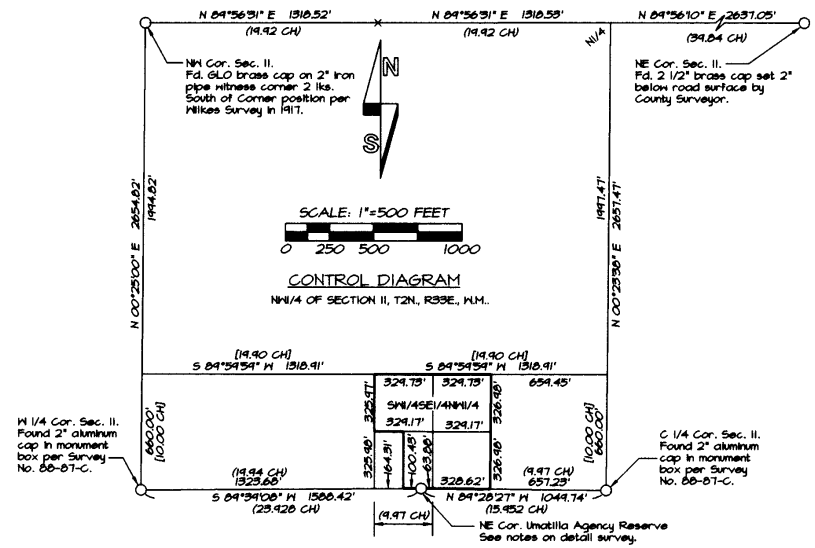 N 89°56'31" E 1318.52'
(19.92 CH)
N 89°56'31" E 1318.53'
(19.92 CH)
N 89°56'10" E 2637.05'
(39.84 CH)
N1/4
NW Cor. Sec. 11.
Fd. GLO brass cap on 2" iron
pipe witness corner 2 lks.
South of Corner position per
Wilkes Survey in 1917.
NE Cor. Sec. 11.
Fd. 2 1/2" brass cap set 2"
below road surface by
County Surveyor.
N
S
N 00°25'00" E 2654.82'
1994.82'
1997.47'
N 00°23'38" E 2657.47'
SCALE: 1"=500 FEET
0 250 500 1000
CONTROL DIAGRAM
NW1/4 OF SECTION 11, T2N., R33E., W.M..
[19.90 CH]
S 89°59'59" W 1318.91'
[19.90 CH]
S 89°59'59" W 1318.91'
329.73' 329.73' 659.45'
325.97'
SW1/4SE1/4NW1/4
326.98'
329.17' 329.17'
660.00'
[10.00 CH]
[10.00 CH]
660.00'
W 1/4 Cor. Sec. 11.
Found 2" aluminum
cap in monument
box per Survey
No. 88-87-C.
C 1/4 Cor. Sec. 11.
Found 2" aluminum
cap in monument
box per Survey
No. 88-87-C.
325.98'
164.31'
100.43'
63.88'
326.98'
(19.94 CH)
1323.68'
328.62'
(9.97 CH)
657.23'
S 89°39'08" W 1588.42'
(23.928 CH)
N 89°28'27" W 1049.74'
(15.952 CH)
(9.97 CH)
NE Cor. Umatilla Agency Reserve
See notes on detail survey.